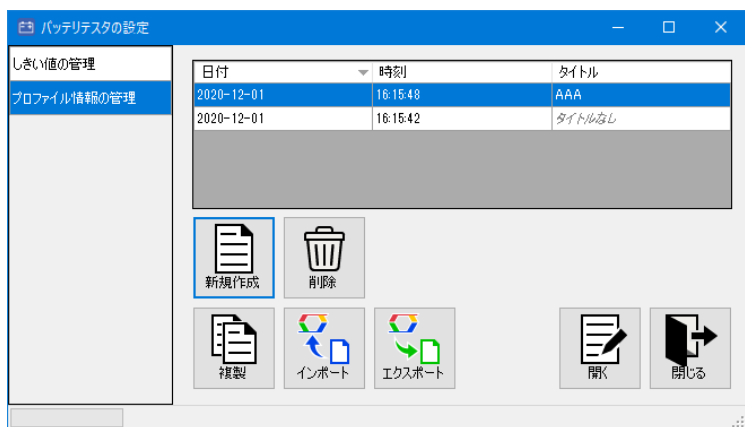 バッテリテスタの設定
しきい値の管理
プロファイル情報の管理
日付 時刻 タイトル
2020-12-01 16:15:48 AAA
2020-12-01 16:15:42 タイトルなし
新規作成 削除
複製 インポート エクスポート 開く 閉じる